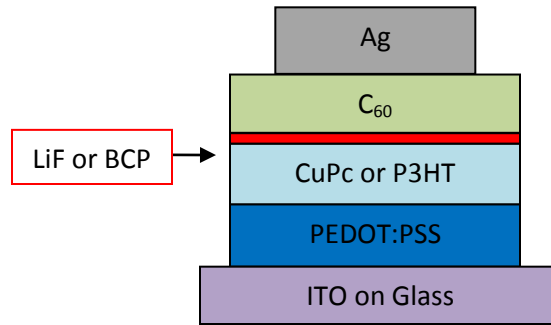 Ag
C₆₀
LiF or BCP
CuPc or P3HT
PEDOT:PSS
ITO on Glass